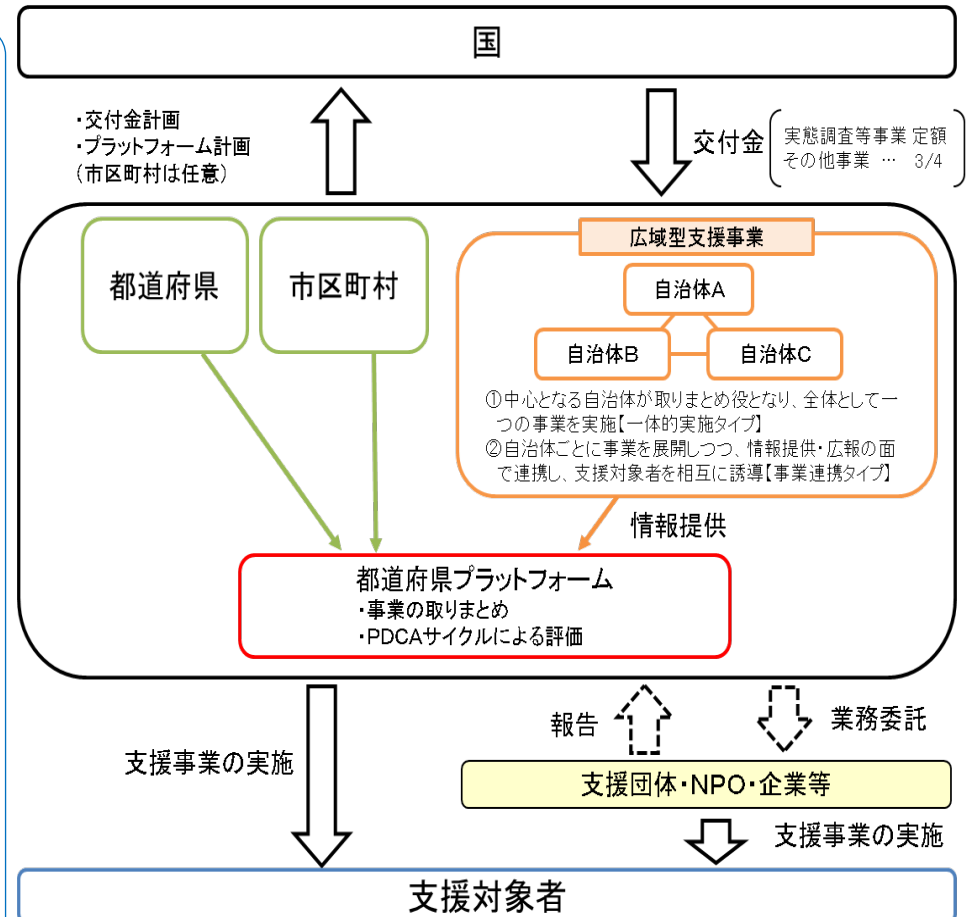 国
・交付金計画
・プラットフォーム計画
（市区町村は任意）
交付金
実態調査等事業 定額
その他事業 … 3/4
都道府県
市区町村
広域型支援事業
自治体A
自治体B
自治体C
①中心となる自治体が取りまとめ役となり、全体として一
つの事業を実施【一体的実施タイプ】
②自治体ごとに事業を展開しつつ、情報提供・広報の面
で連携し、支援対象者を相互に誘導【事業連携タイプ】
情報提供
都道府県プラットフォーム
・事業の取りまとめ
・PDCAサイクルによる評価
支援事業の実施
報告
業務委託
支援団体・NPO・企業等
支援事業の実施
支援対象者